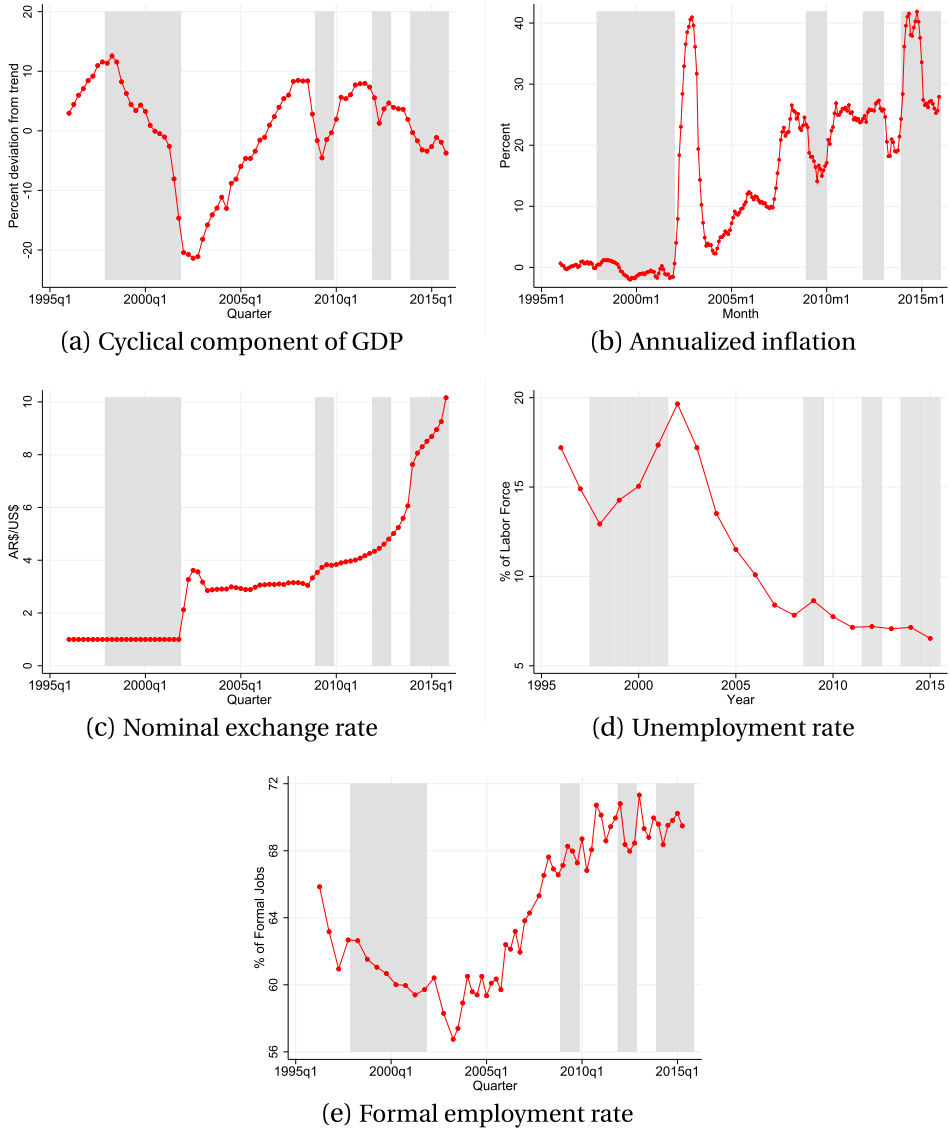 Percent deviation from trend
20
10
0
-10
-20
1995q1 2000q1 2005q1 2010q1 2015q1
Quarter
(a) Cyclical component of GDP
Percent
40
30
20
10
0
1995m1 2000m1 2005m1 2010m1 2015m1
Month
(b) Annualized inflation
AR$/US$
10
8
6
4
2
0
1995q1 2000q1 2005q1 2010q1 2015q1
Quarter
(c) Nominal exchange rate
% of Labor Force
20
15
10
5
1995 2000 2005 2010 2015
Year
(d) Unemployment rate
% of Formal Jobs
72
68
64
60
56
1995q1 2000q1 2005q1 2010q1 2015q1
Quarter
(e) Formal employment rate